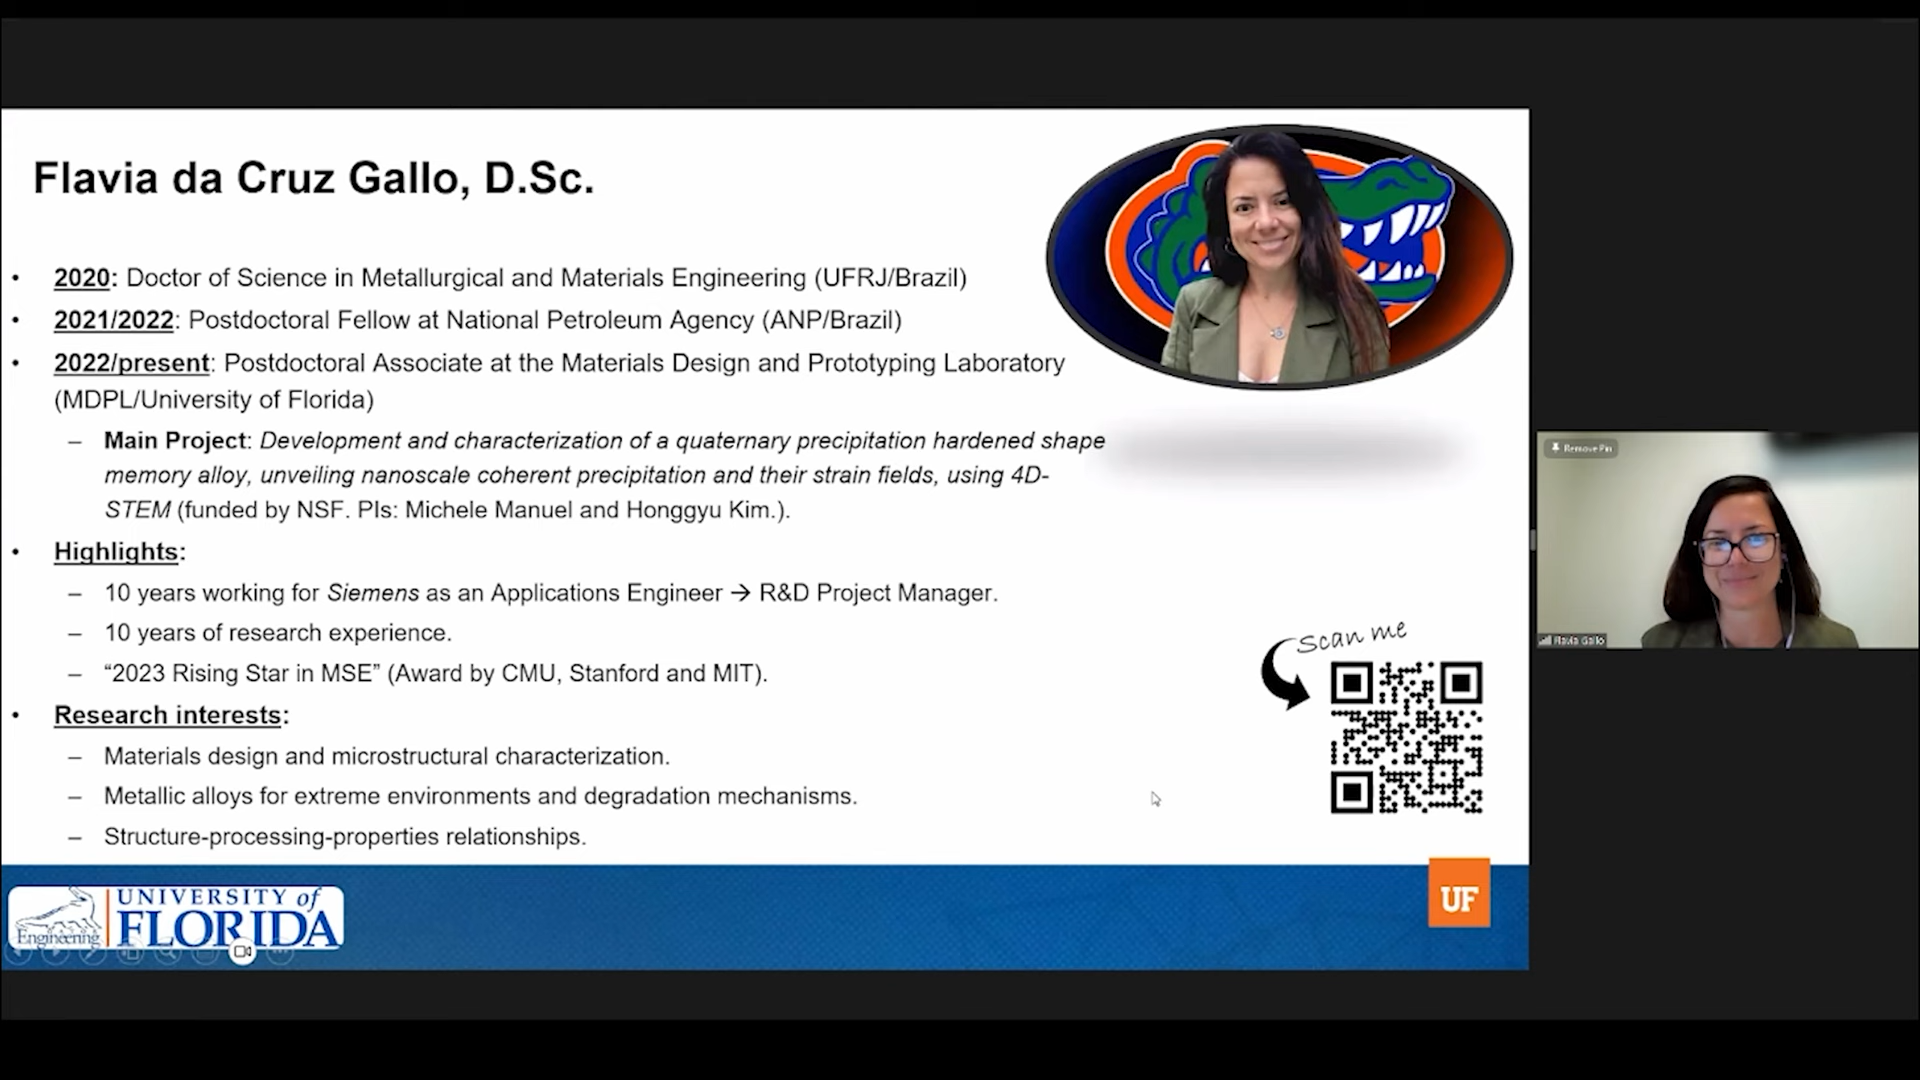 Flavia da Cruz Gallo, D.Sc.
• 2020: Doctor of Science in Metallurgical and Materials Engineering (UFRJ/Brazil)
• 2021/2022: Postdoctoral Fellow at National Petroleum Agency (ANP/Brazil)
• 2022/present: Postdoctoral Associate at the Materials Design and Prototyping Laboratory
(MDPL/University of Florida)
– Main Project: Development and characterization of a quaternary precipitation hardened shape
memory alloy, unveiling nanoscale coherent precipitation and their strain fields, using 4D-
STEM (funded by NSF. PIs: Michele Manuel and Honggyu Kim.).
• Highlights:
– 10 years working for Siemens as an Applications Engineer → R&D Project Manager.
– 10 years of research experience.
– “2023 Rising Star in MSE” (Award by CMU, Stanford and MIT).
• Research interests:
– Materials design and microstructural characterization.
– Metallic alloys for extreme environments and degradation mechanisms.
– Structure-processing-properties relationships.
Scan me
Engineering
UNIVERSITY of
FLORIDA
UF
Remove Pin
Flavia Gallo